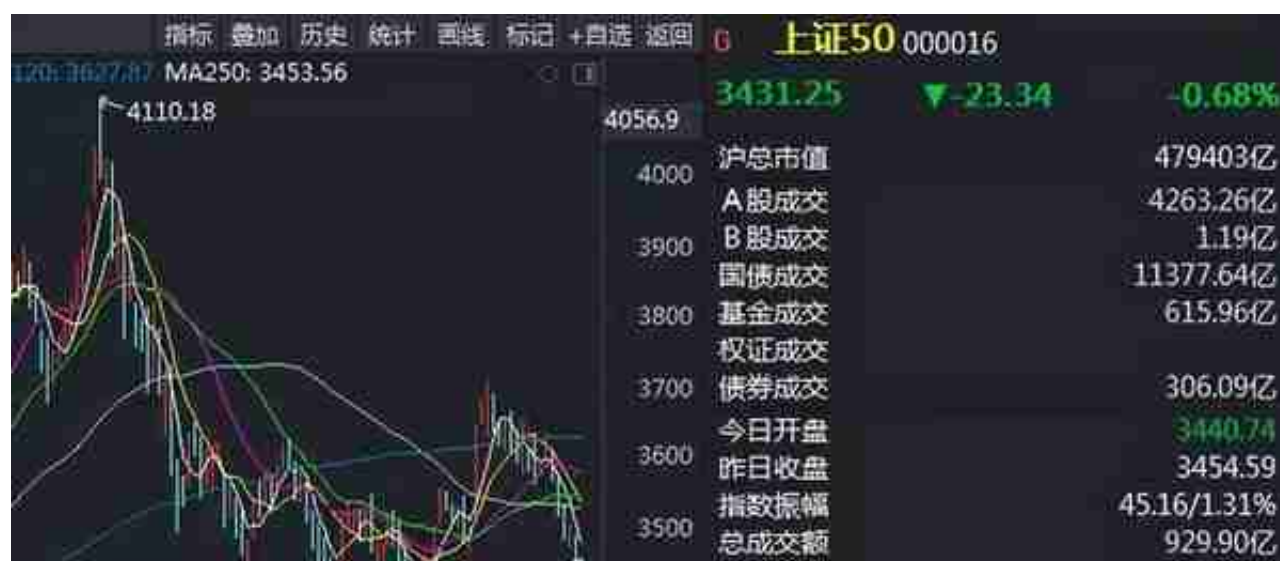 指标 叠加 历史 统计 画线 标记 +自选 返回
120: 3627.87 MA250: 3453.56
4110.18
4056.9
4000
3900
3800
3700
3600
3500
G 上证50 000016
3431.25 ▼-23.34 -0.68%
沪总市值 479403亿
A股成交 4263.26亿
B股成交 1.19亿
国债成交 11377.64亿
基金成交 615.96亿
权证成交
债券成交 306.09亿
今日开盘 3440.74
昨日收盘 3454.59
指数振幅 45.16/1.31%
总成交额 929.90亿